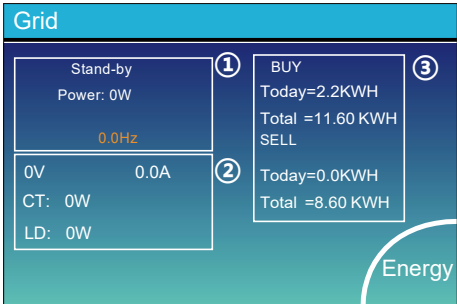 Grid
Stand-by
Power: 0W
0.0Hz
①
0V 0.0A
CT: 0W
LD: 0W
②
BUY
Today=2.2KWH
Total =11.60 KWH
SELL
Today=0.0KWH
Total =8.60 KWH
③
Energy